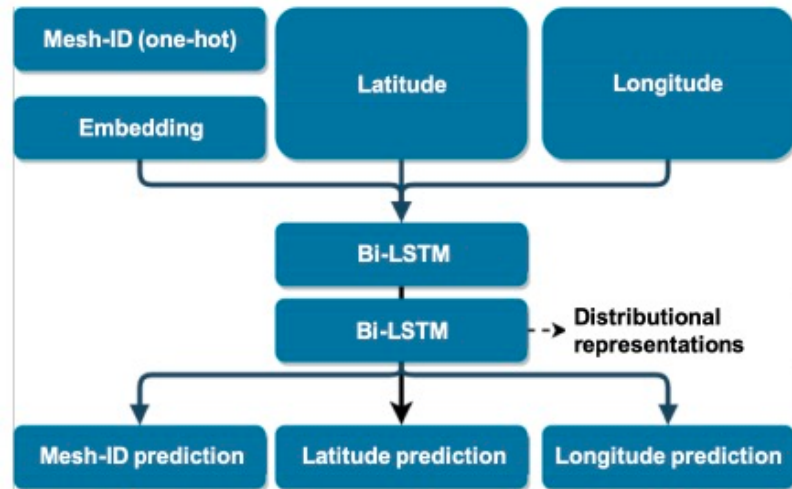 Mesh-ID (one-hot)
Latitude
Longitude
Embedding
Bi-LSTM
Bi-LSTM
Distributional
representations
Mesh-ID prediction
Latitude prediction
Longitude prediction